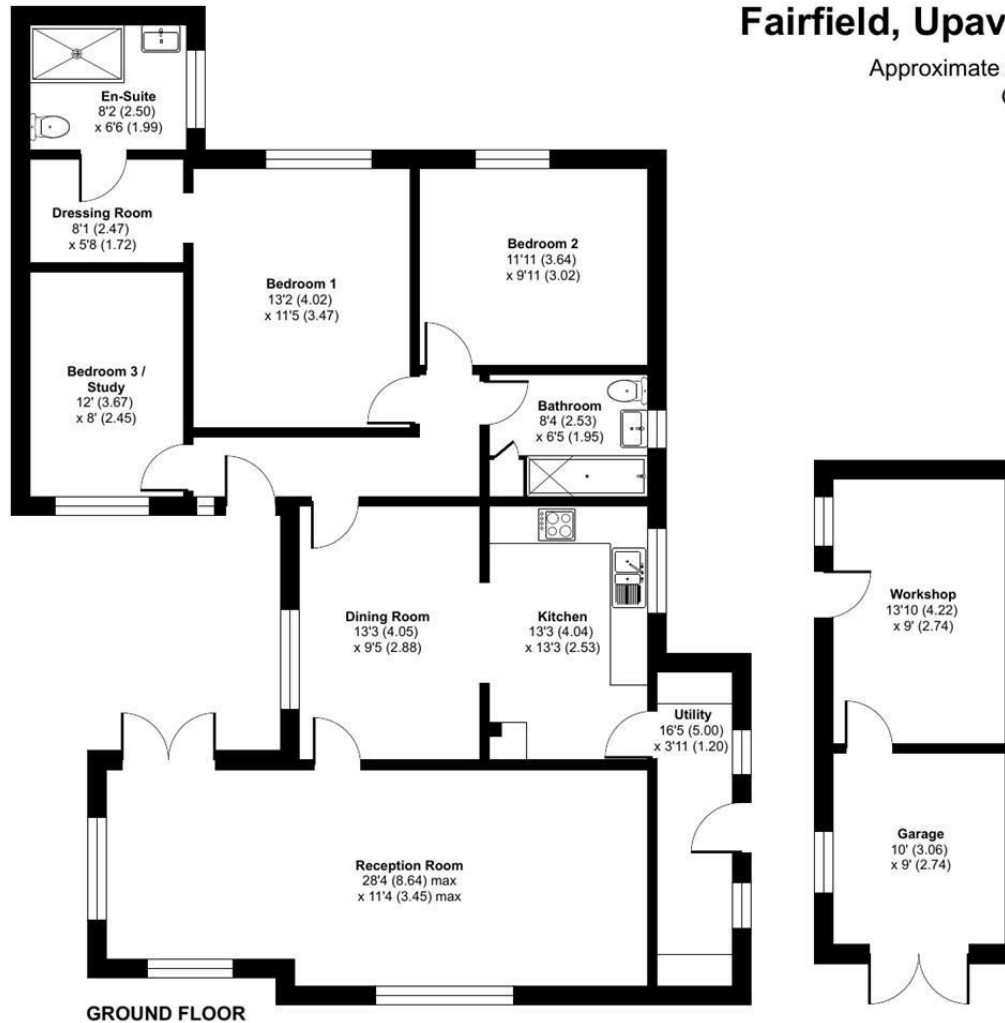 Fairfield, Upav
Approximate
En-Suite
8'2 (2.50)
x 6'6 (1.99)
Dressing Room
8'1 (2.47)
x 5'8 (1.72)
Bedroom 1
13'2 (4.02)
x 11'5 (3.47)
Bedroom 2
11'11 (3.64)
x 9'11 (3.02)
Bedroom 3 /
Study
12' (3.67)
x 8' (2.45)
Bathroom
8'4 (2.53)
x 6'5 (1.95)
Dining Room
13'3 (4.05)
x 9'5 (2.88)
Kitchen
13'3 (4.04)
x 13'3 (2.53)
Utility
16'5 (5.00)
x 3'11 (1.20)
Workshop
13'10 (4.22)
x 9' (2.74)
Garage
10' (3.06)
x 9' (2.74)
Reception Room
28'4 (8.64) max
x 11'4 (3.45) max
GROUND FLOOR